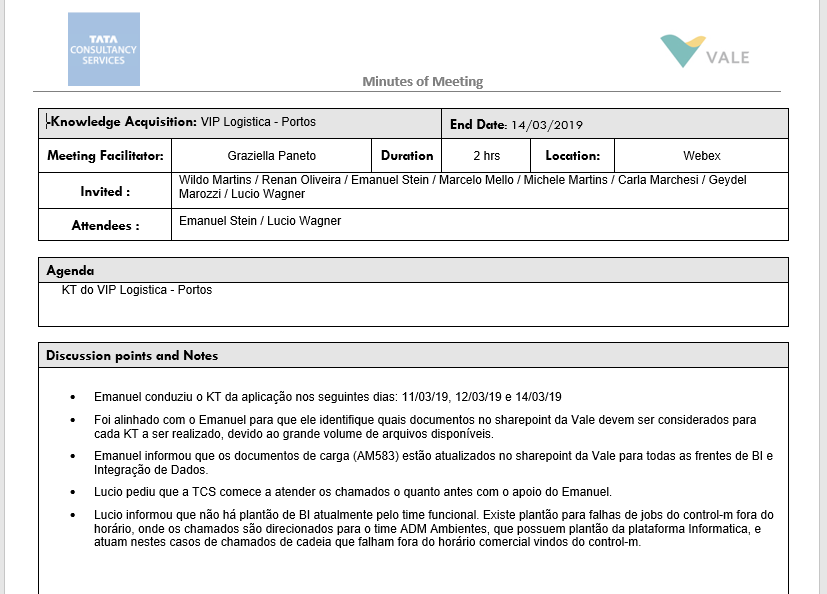 TATA
CONSULTANCY
SERVICES
VALE
Minutes of Meeting
-Knowledge Acquisition: VIP Logistica - Portos
End Date: 14/03/2019
Meeting Facilitator:
Graziella Paneto
Duration
2 hrs
Location:
Webex
Invited :
Wildo Martins / Renan Oliveira / Emanuel Stein / Marcelo Mello / Michele Martins / Carla Marchesi / Geydel
Marozzi / Lucio Wagner
Attendees :
Emanuel Stein / Lucio Wagner
Agenda
KT do VIP Logistica - Portos
Discussion points and Notes
• Emanuel conduziu o KT da aplicação nos seguintes dias: 11/03/19, 12/03/19 e 14/03/19
• Foi alinhado com o Emanuel para que ele identifique quais documentos no sharepoint da Vale devem ser considerados para
cada KT a ser realizado, devido ao grande volume de arquivos disponíveis.
• Emanuel informou que os documentos de carga (AM583) estão atualizados no sharepoint da Vale para todas as frentes de BI e
Integração de Dados.
• Lucio pediu que a TCS comece a atender os chamados o quanto antes com o apoio do Emanuel.
• Lucio informou que não há plantão de BI atualmente pelo time funcional. Existe plantão para falhas de jobs do control-m fora do
horário, onde os chamados são direcionados para o time ADM Ambientes, que possuem plantão da plataforma Informatica, e
atuam nestes casos de chamados de cadeia que falham fora do horário comercial vindos do control-m.